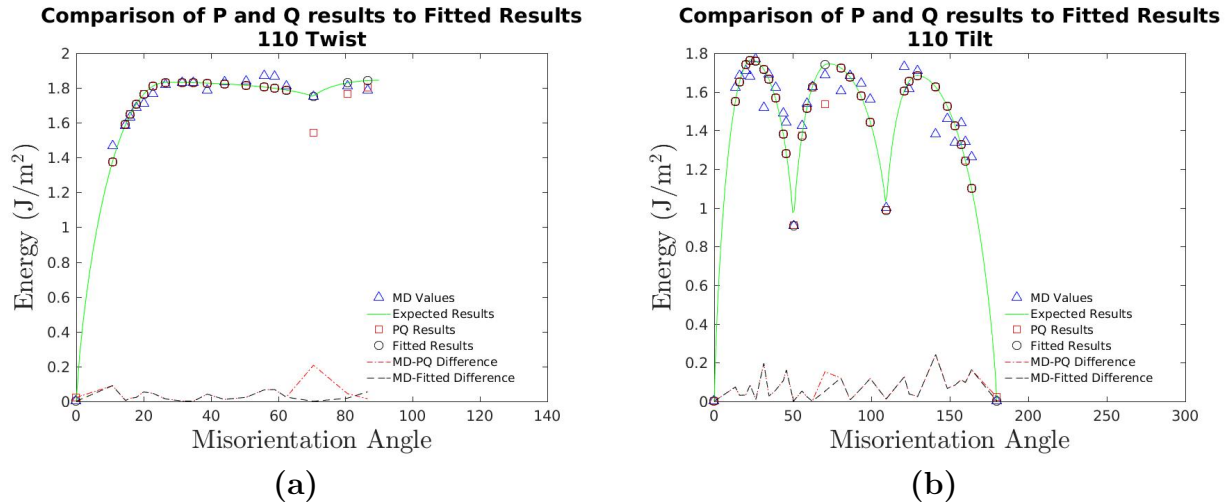 Comparison of P and Q results to Fitted Results
110 Twist
2
1.8
1.6
1.4
1.2
1
0.8
0.6
0.4
0.2
0
Energy (J/m²)
0 20 40 60 80 100 120 140
Misorientation Angle
MD Values
Expected Results
PQ Results
Fitted Results
MD-PQ Difference
MD-Fitted Difference
(a)
Comparison of P and Q results to Fitted Results
110 Tilt
1.8
1.6
1.4
1.2
1
0.8
0.6
0.4
0.2
0
Energy (J/m²)
0 50 100 150 200 250 300
Misorientation Angle
MD Values
Expected Results
PQ Results
Fitted Results
MD-PQ Difference
MD-Fitted Difference
(b)